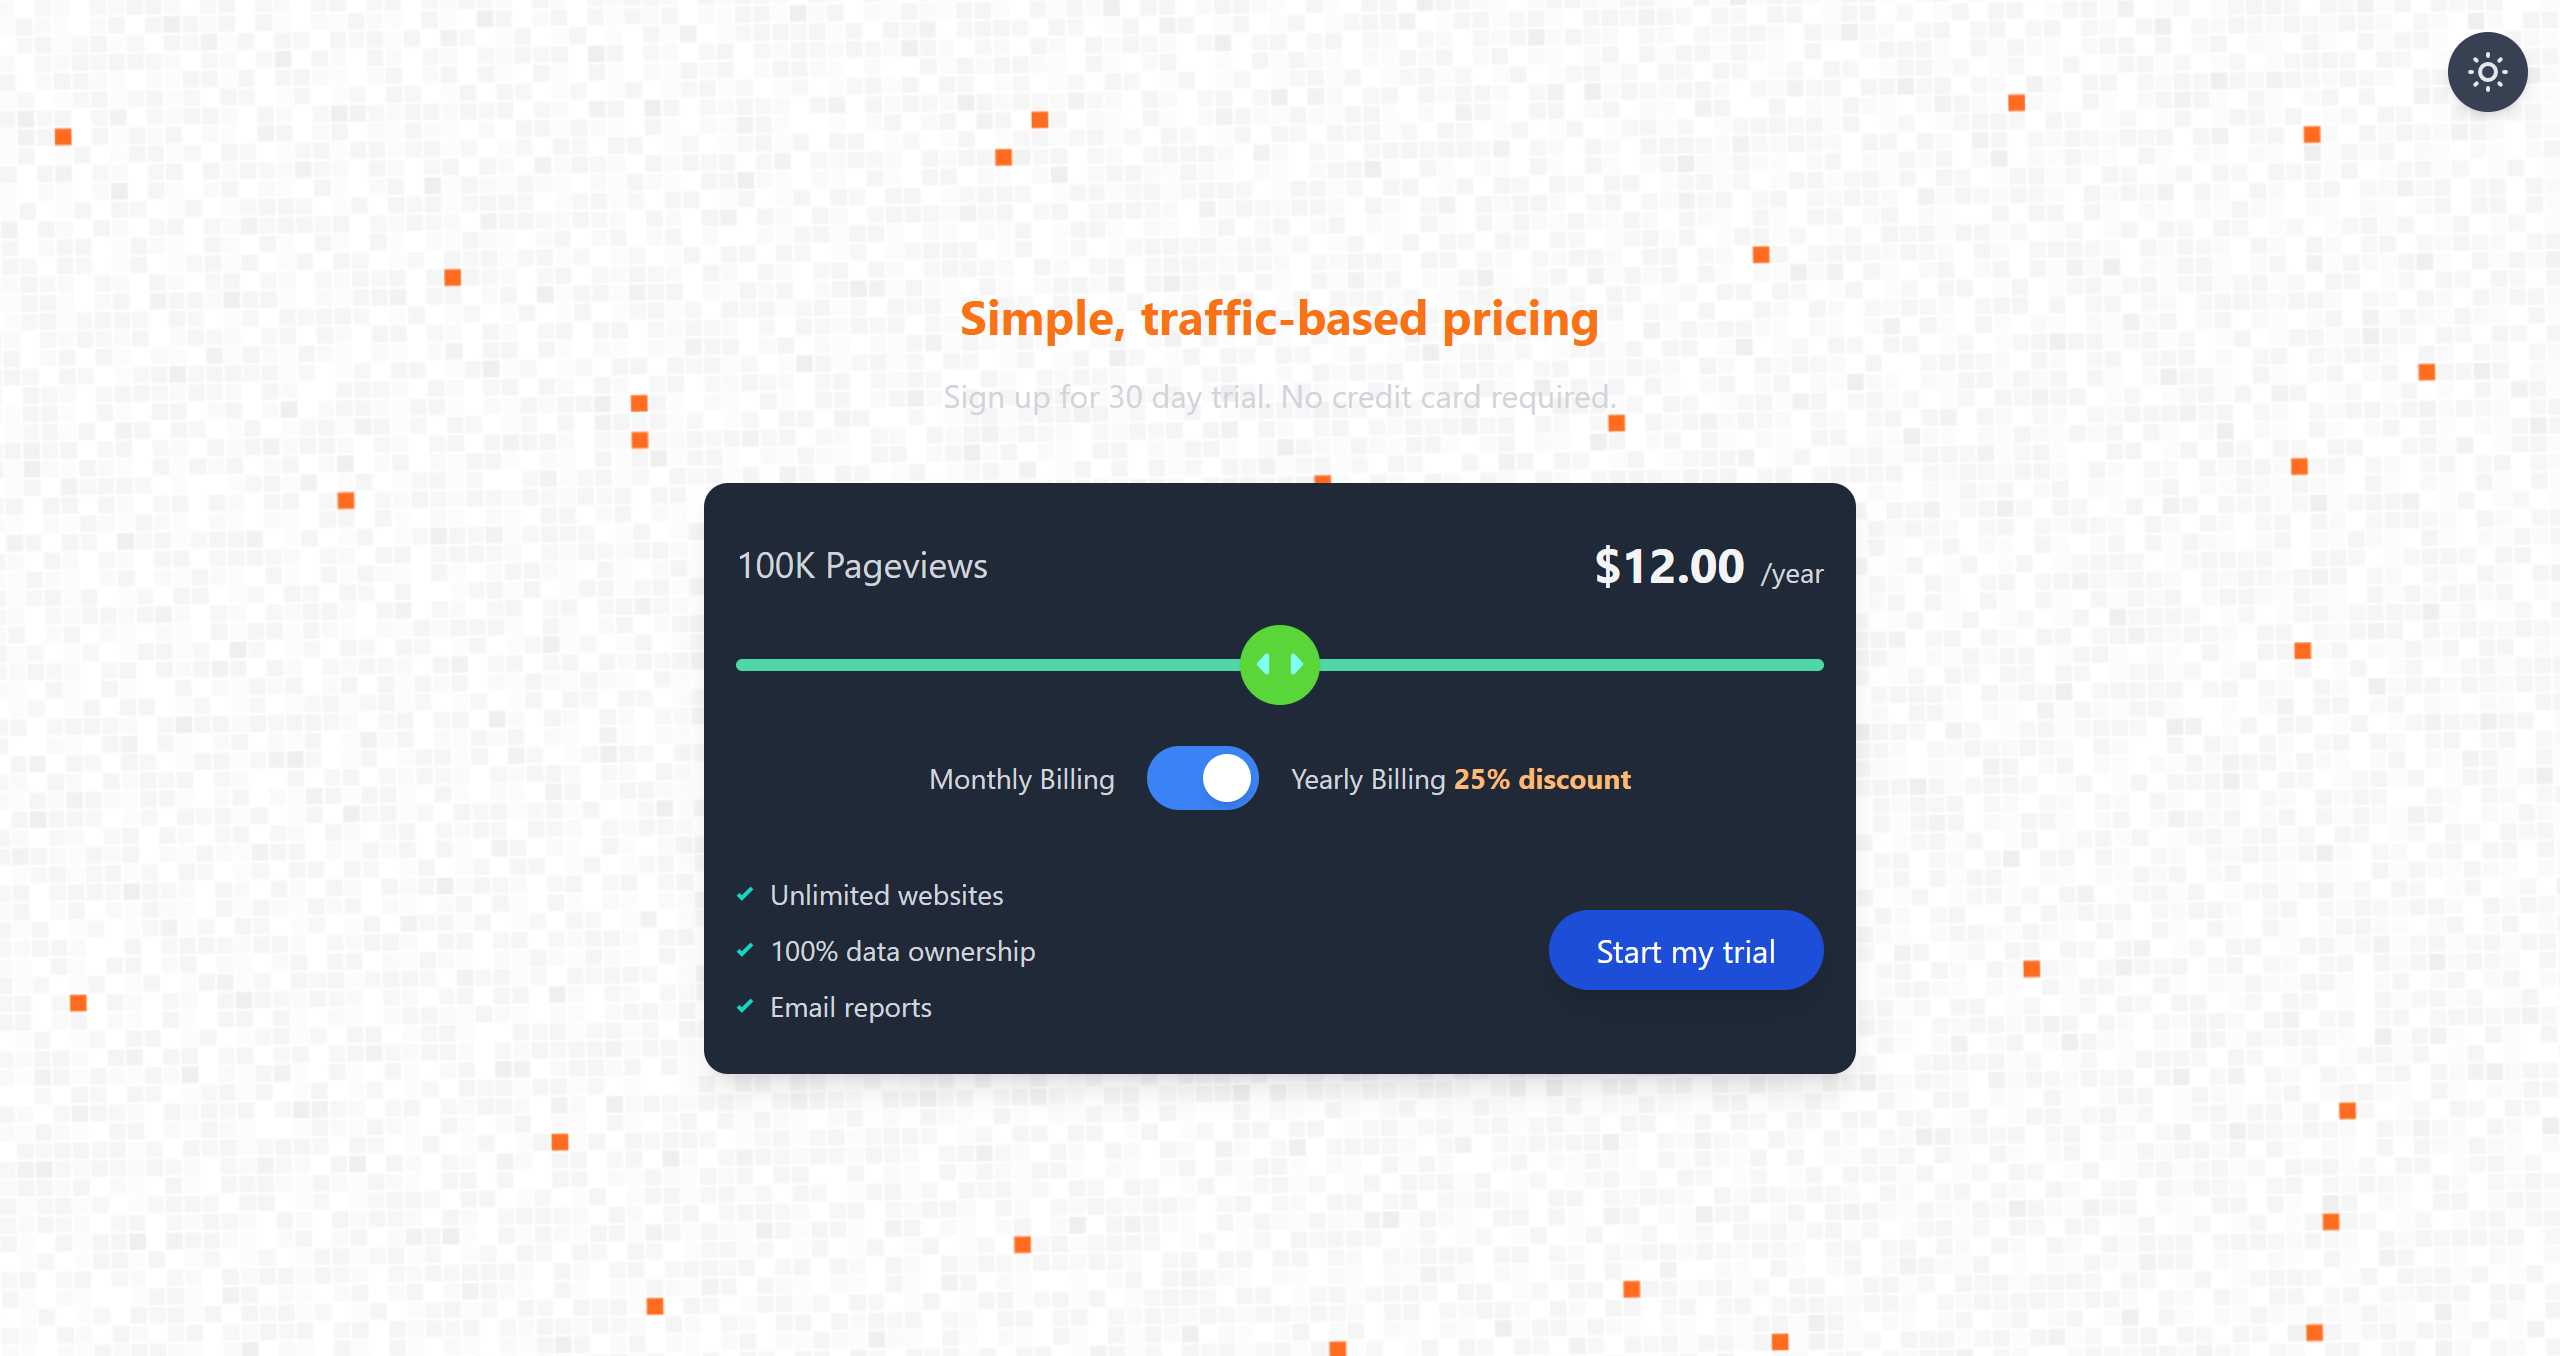 Simple, traffic-based pricing
Sign up for 30 day trial. No credit card required.
100K Pageviews
$12.00 /year
Monthly Billing
Yearly Billing 25% discount
Unlimited websites
100% data ownership
Email reports
Start my trial